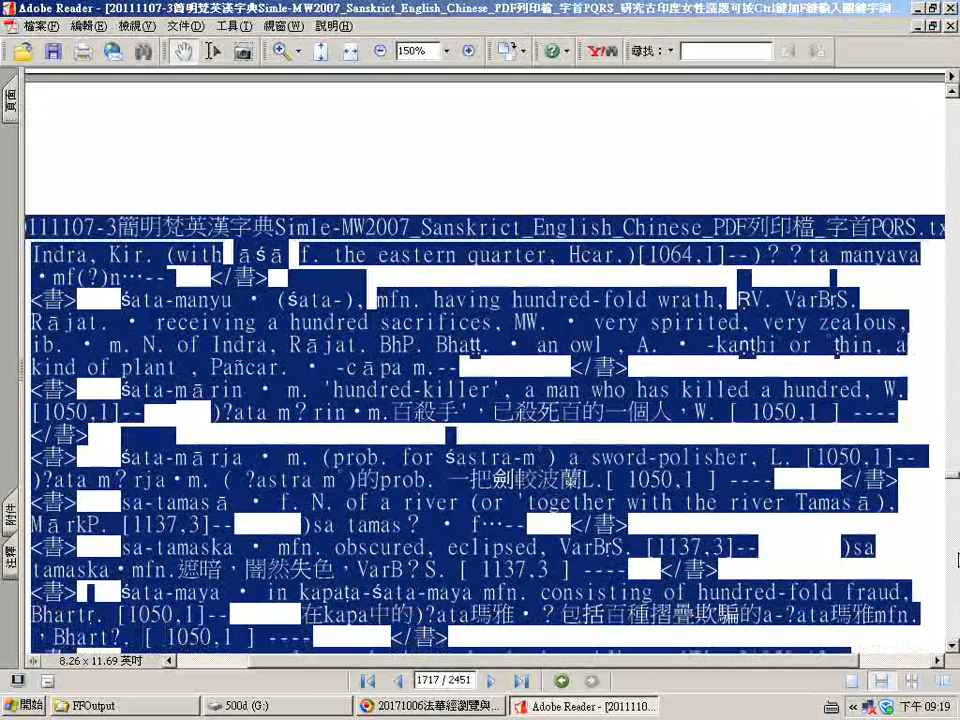 Adobe Reader - [20111107-3簡明梵英漢字典Simle-MW2007_Sanskrict_English_Chinese_PDF列印檔_字首PQRS_研究古印度女性議題可按Ctrl鍵加F鍵輸入關鍵字詞...
檔案(F) 編輯(E) 檢視(V) 文件(D) 工具(T) 視窗(W) 說明(H)
150% Y! 尋找:
頁面
附件
註釋
111107-3簡明梵英漢字典Simle-MW2007_Sanskrict_English_Chinese_PDF列印檔_字首PQRS.tx
Indra, Kir. (with āśā f. the eastern quarter, Hcar.)[1064,1]--)？？ta manyava
‧mf(?)n…-- </書>
<書> śata-manyu ‧ (śata-), mfn. having hundred-fold wrath, RV. VarBrS.
Rājat. ‧ receiving a hundred sacrifices, MW. ‧ very spirited, very zealous,
ib. ‧ m. N. of Indra, Rājat. BhP. Bhaṭṭ. ‧ an owl , A. ‧ -kaṇṭhi or °ṭhin, a
kind of plant , Pañcar. ‧ -cāpa m.-- </書>
<書> śata-mārin ‧ m. 'hundred-killer', a man who has killed a hundred, W.
[1050,1]-- )?ata m？rin‧m.百殺手'，已殺死百的一個人，W. [ 1050,1 ] ----
</書>
<書> śata-mārja ‧ m. (prob. for śastra-m°) a sword-polisher, L. [1050,1]--
)?ata m？rja‧m. ( ?astra m°)的prob. 一把劍較波蘭L.[ 1050,1 ] ---- </書>
<書> sa-tamasā ‧ f. N. of a river (or 'together with the river Tamasā),
MārkP. [1137,3]-- )sa tamas？ ‧ f…-- </書>
<書> sa-tamaska ‧ mfn. obscured, eclipsed, VarBrS. [1137,3]-- )sa
tamaska‧mfn.遮暗，闇然失色，VarB？S. [ 1137,3 ] ---- </書>
<書> śata-maya ‧ in kapaṭa-śata-maya mfn. consisting of hundred-fold fraud,
Bhartṛ. [1050,1]-- 在kapa中的)?ata瑪雅‧？包括百種摺疊欺騙的a-?ata瑪雅mfn.
，Bhart?. [ 1050,1 ] ---- </書>
8.26 x 11.69 英吋
1717 / 2451
開始 FFOutput 500d (G:) 20171006法華經瀏覽與... Adobe Reader - [2011110... « 下午 09:19